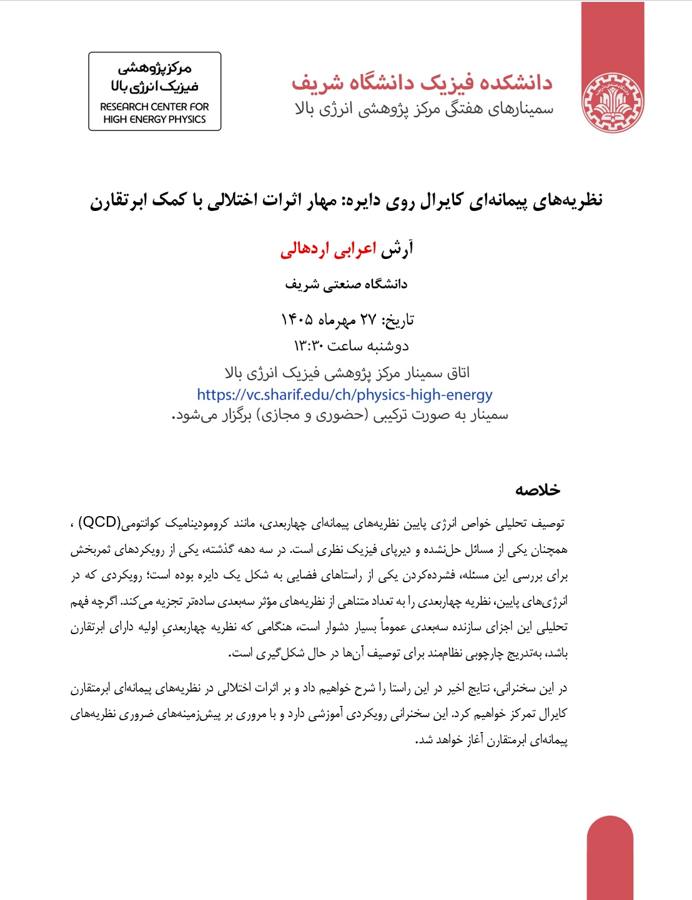 دانشکده فیزیک دانشگاه شریف
سمینارهای هفتگی مرکز پژوهشی انرژی بالا
مرکز پژوهشی
فیزیک انرژی بالا
RESEARCH CENTER FOR
HIGH ENERGY PHYSICS
نظریه‌های پیمانه‌ای کایرال روی دایره: مهار اثرات اختلالی با کمک ابرتقارن
آرش اعرابی اردهالی
دانشگاه صنعتی شریف
تاریخ: ۲۷ مهرماه ۱۴۰۵
دوشنبه ساعت ۱۳:۳۰
اتاق سمینار مرکز پژوهشی فیزیک انرژی بالا
https://vc.sharif.edu/ch/physics-high-energy
سمینار به صورت ترکیبی (حضوری و مجازی) برگزار می‌شود.
خلاصه
توصیف تحلیلی خواص انرژی پایین نظریه‌های پیمانه‌ای چهاربعدی، مانند کرومودینامیک کوانتومی(QCD) ،
همچنان یکی از مسائل حل‌نشده و دیرپای فیزیک نظری است. در سه دهه گذشته، یکی از رویکردهای ثمربخش
برای بررسی این مسئله، فشرده‌کردن یکی از راستاهای فضایی به شکل یک دایره بوده است؛ رویکردی که در
انرژی‌های پایین، نظریه چهاربعدی را به تعداد متناهی از نظریه‌های مؤثر سه‌بعدی ساده‌تر تجزیه می‌کند. اگرچه فهم
تحلیلی این اجزای سازنده سه‌بعدی عموماً بسیار دشوار است، هنگامی که نظریه چهاربعدیِ اولیه دارای ابرتقارن
باشد، به‌تدریج چارچوبی نظام‌مند برای توصیف آن‌ها در حال شکل‌گیری است.
در این سخنرانی، نتایج اخیر در این راستا را شرح خواهیم داد و بر اثرات اختلالی در نظریه‌های پیمانه‌ای ابرمتقارن
کایرال تمرکز خواهیم کرد. این سخنرانی رویکردی آموزشی دارد و با مروری بر پیش‌زمینه‌های ضروری نظریه‌های
پیمانه‌ای ابرمتقارن آغاز خواهد شد.